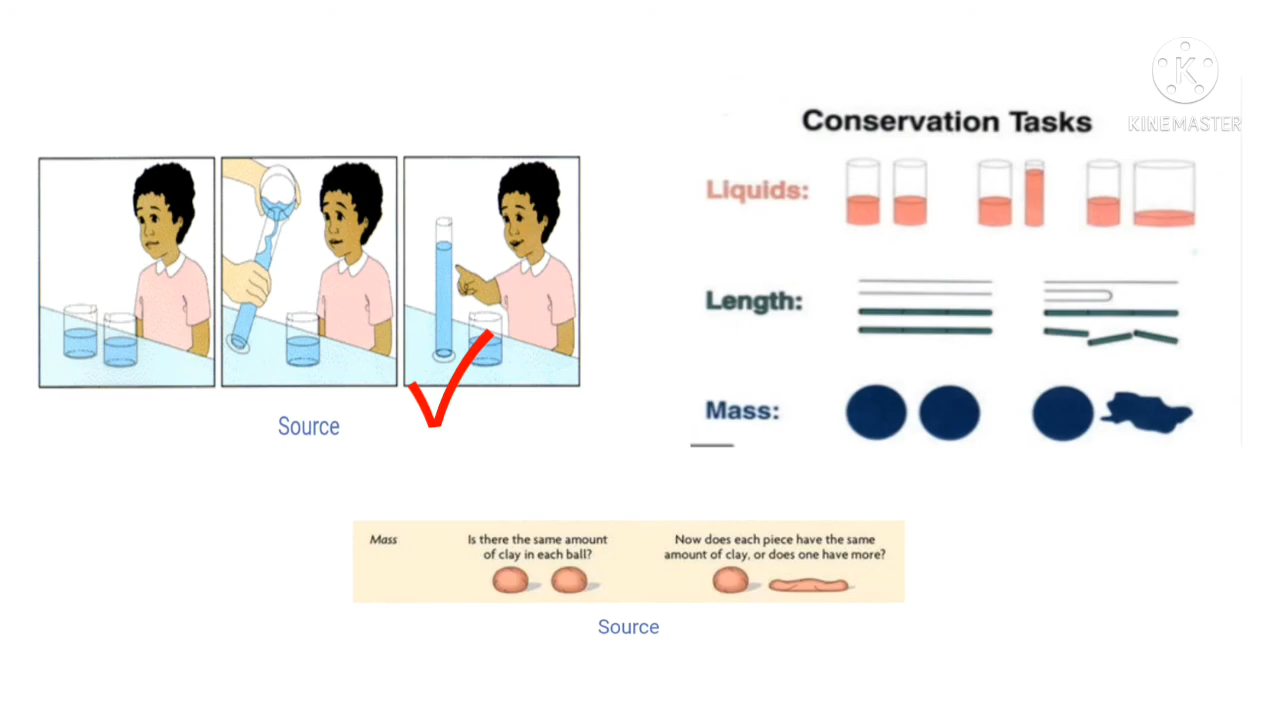 Conservation Tasks
KINEMASTER
Liquids:
Length:
Mass:
Source
Mass
Is there the same amount
of clay in each ball?
Now does each piece have the same
amount of clay, or does one have more?
Source